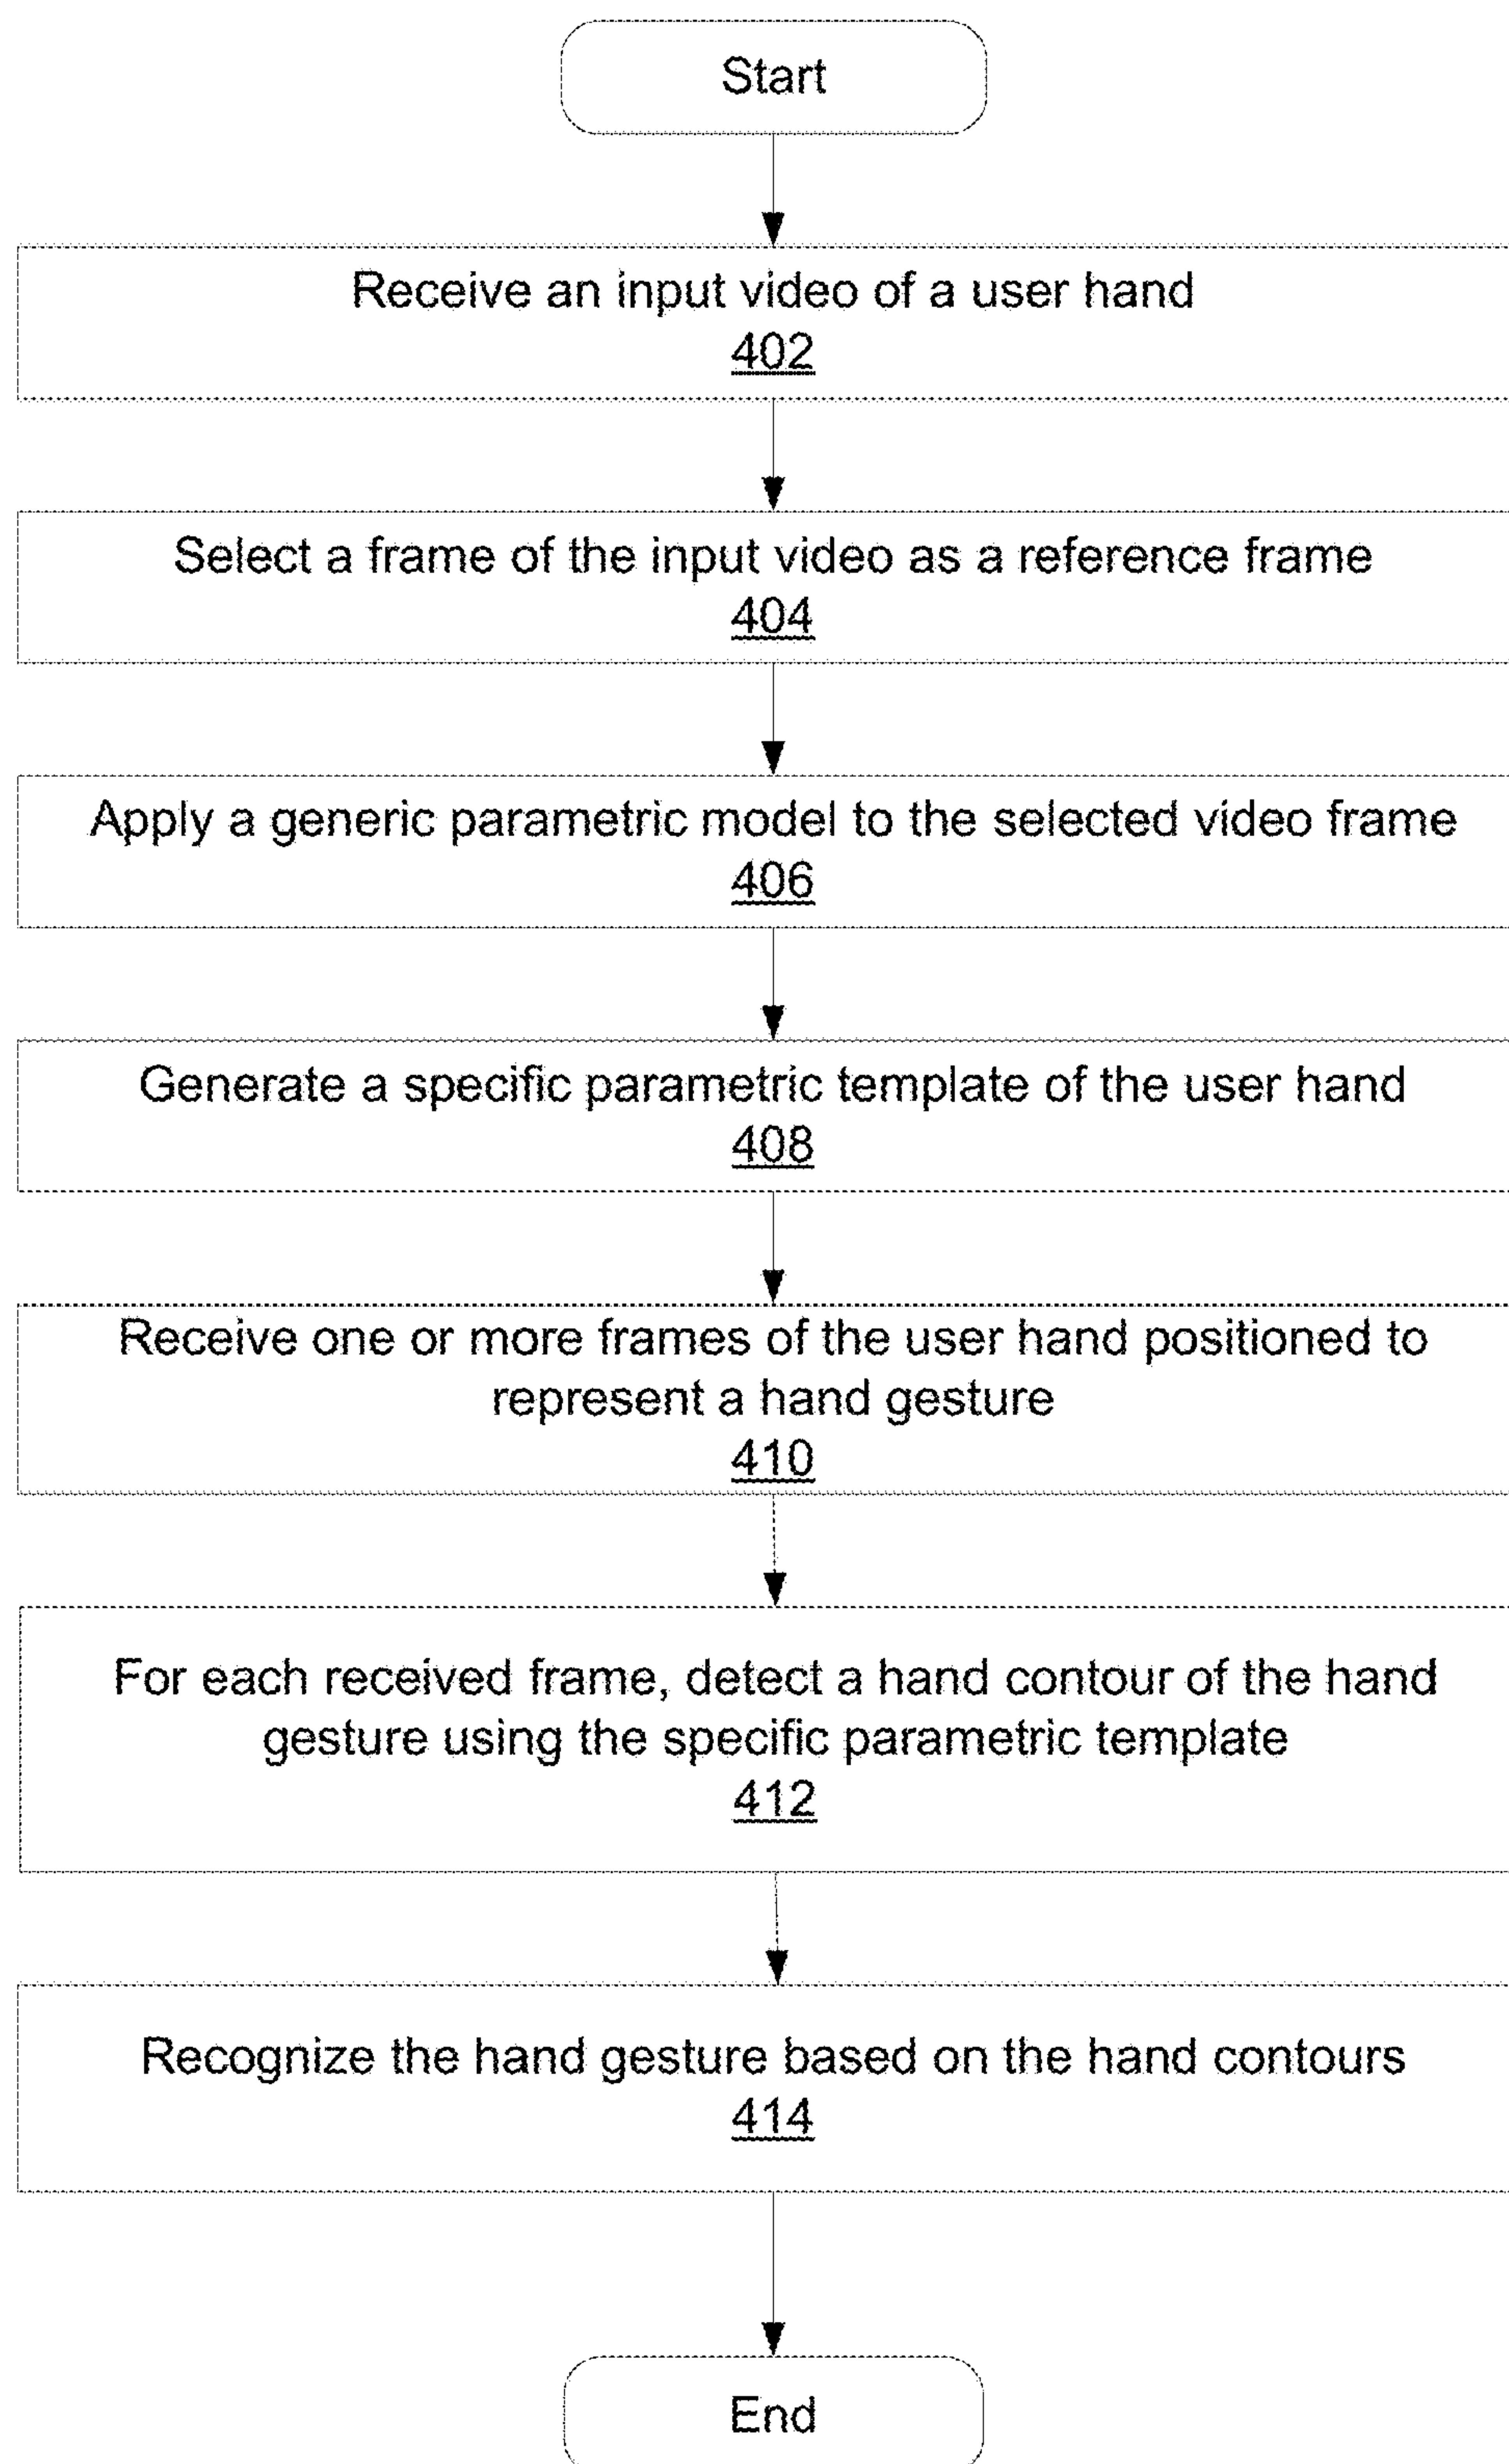 Start
Receive an input video of a user hand
402
Select a frame of the input video as a reference frame
404
Apply a generic parametric model to the selected video frame
406
Generate a specific parametric template of the user hand
408
Receive one or more frames of the user hand positioned to
represent a hand gesture
410
For each received frame, detect a hand contour of the hand
gesture using the specific parametric template
412
Recognize the hand gesture based on the hand contours
414
End